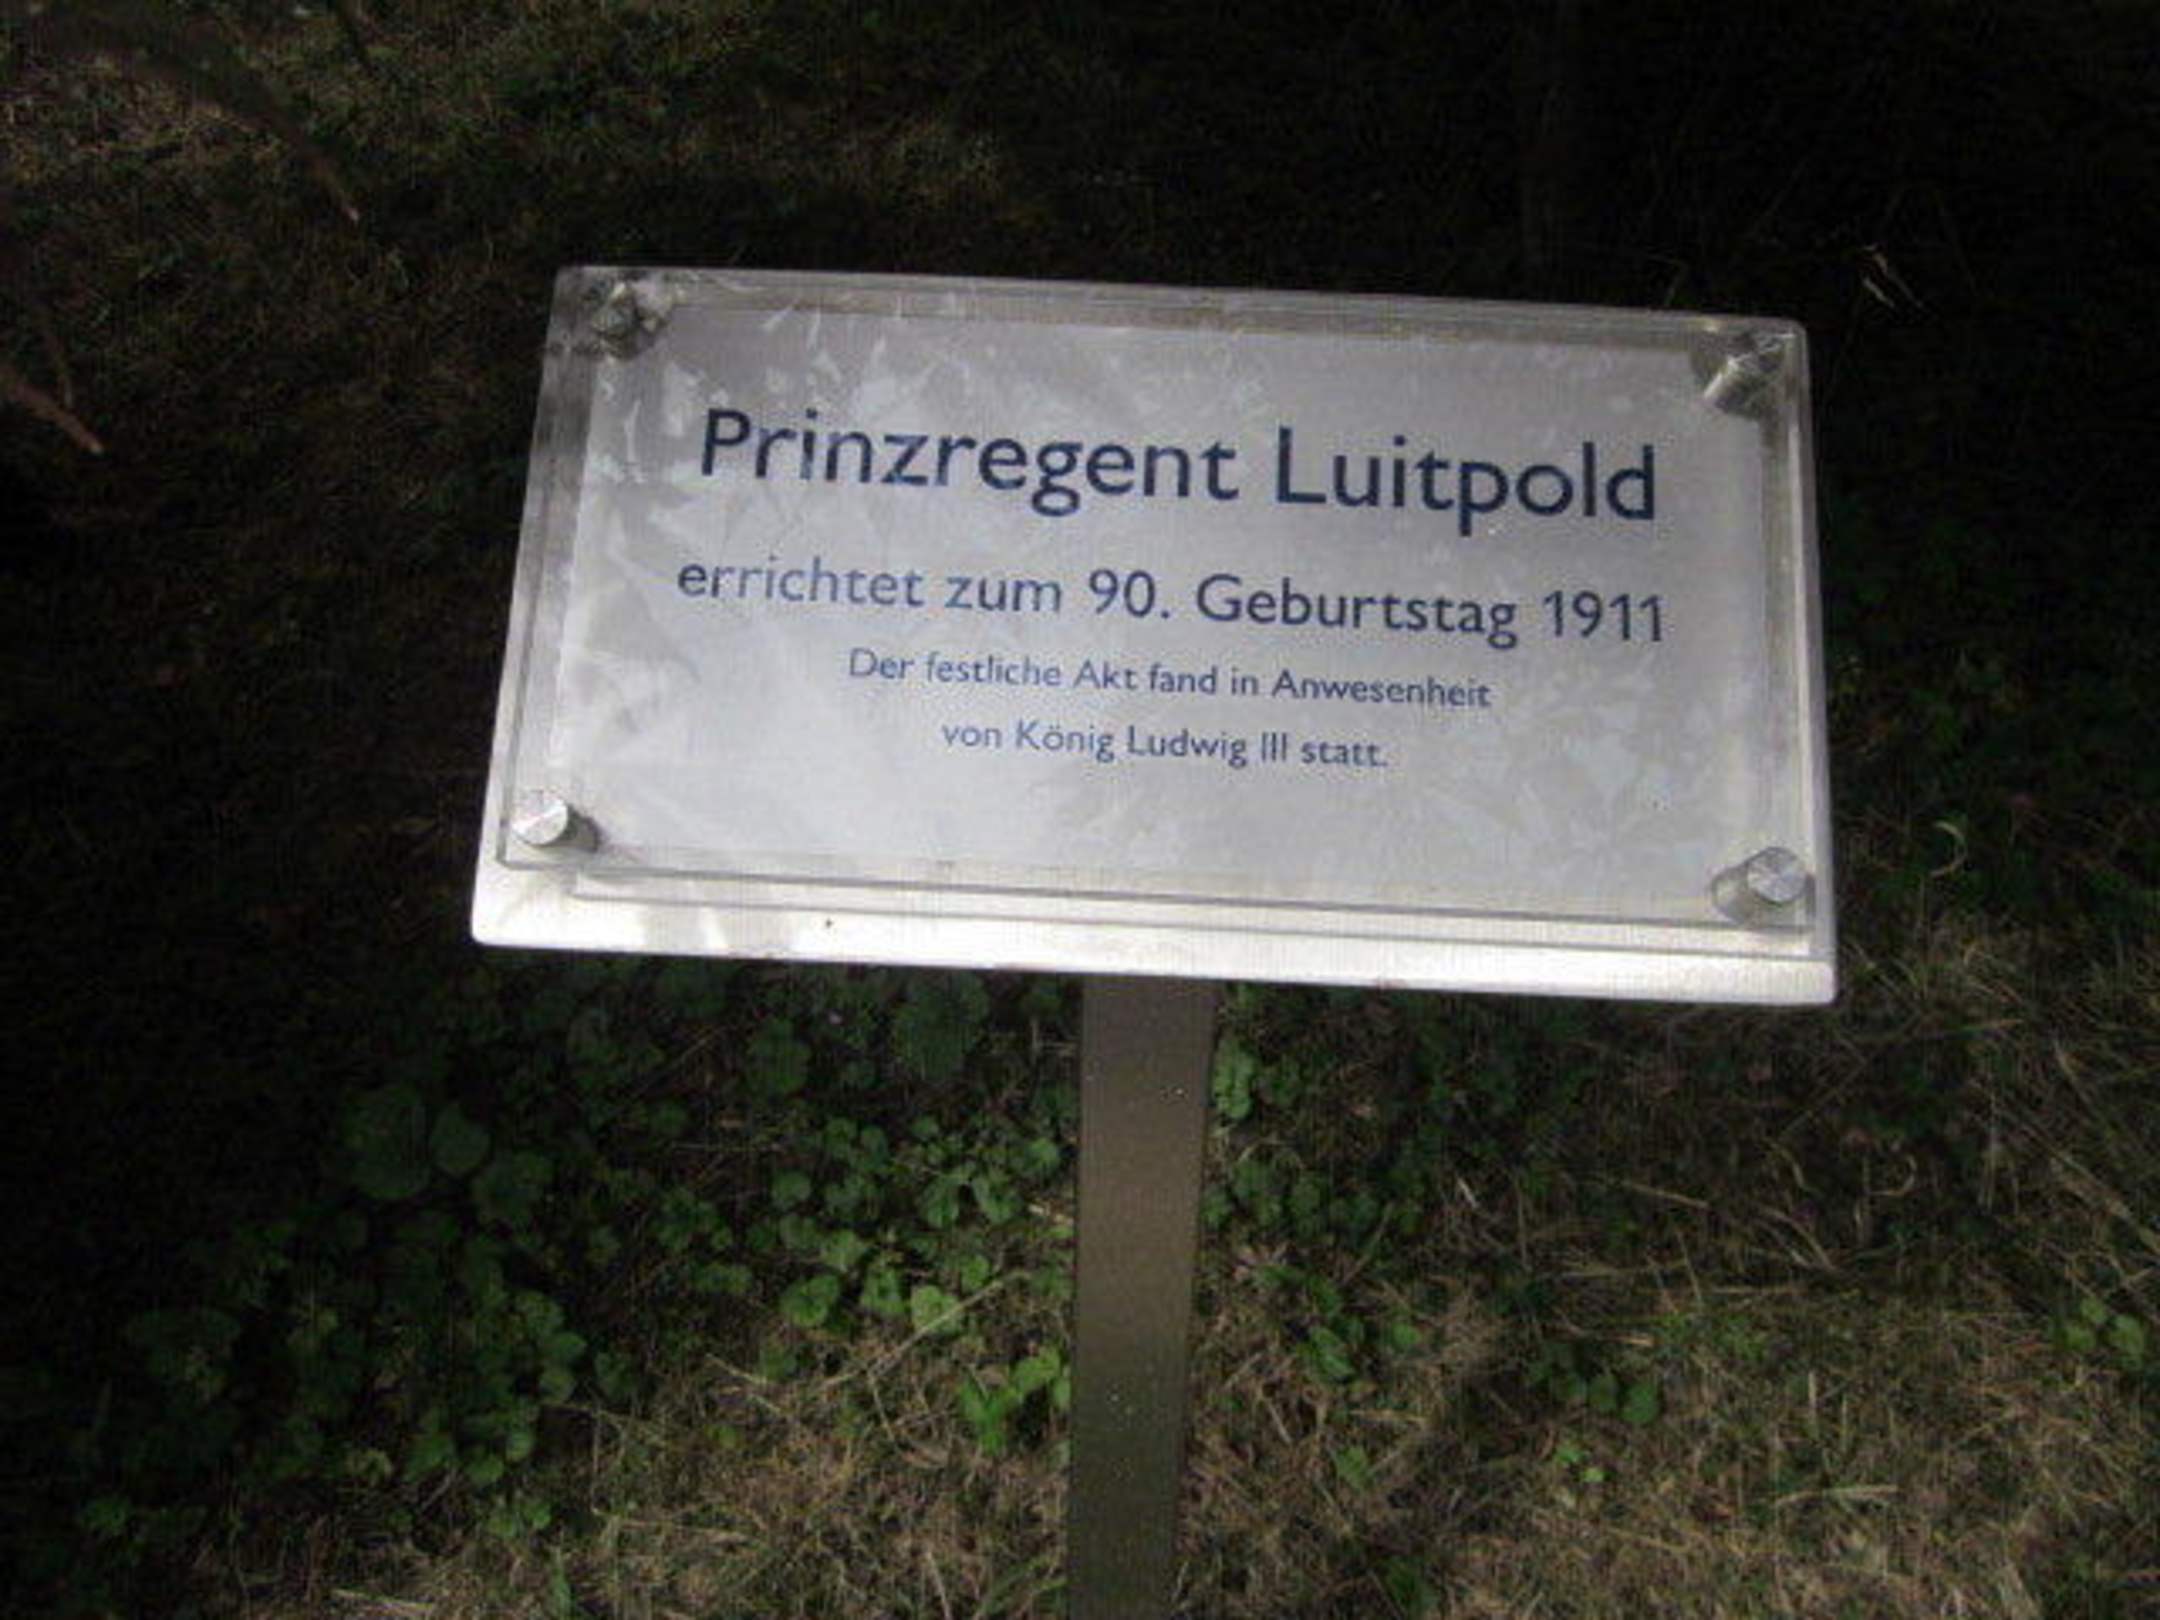 Prinzregent Luitpold
errichtet zum 90. Geburtstag 1911
Der festliche Akt fand in Anwesenheit
von König Ludwig III statt.